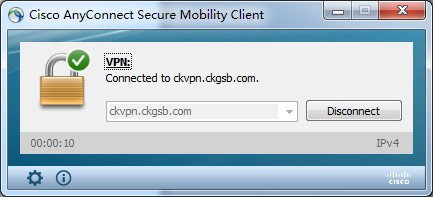 Cisco AnyConnect Secure Mobility Client
VPN:
Connected to ckvpn.ckgsb.com.
ckvpn.ckgsb.com
Disconnect
00:00:10
IPv4
CISCO